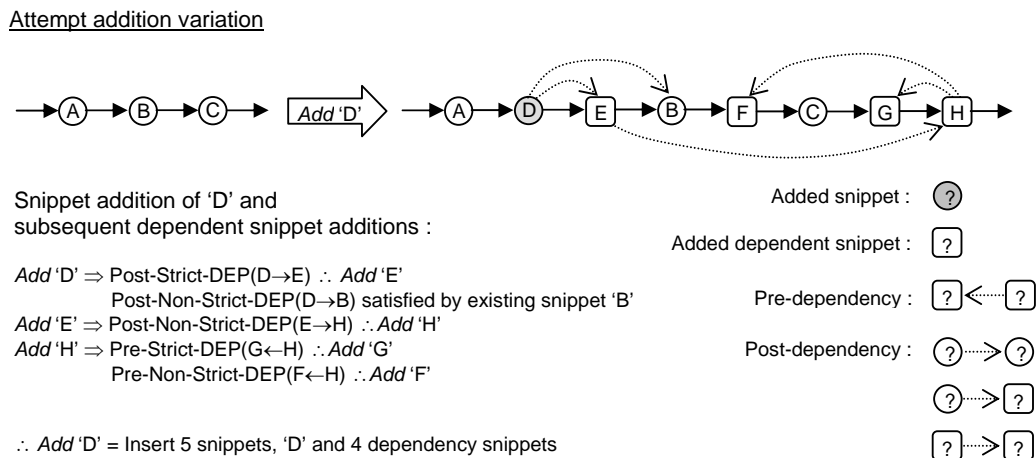 Attempt addition variation
A B C Add 'D' A D E B F C G H
Snippet addition of 'D' and
subsequent dependent snippet additions :
Add 'D' ⇒ Post-Strict-DEP(D→E) ∴ Add 'E'
Post-Non-Strict-DEP(D→B) satisfied by existing snippet 'B'
Add 'E' ⇒ Post-Non-Strict-DEP(E→H) ∴ Add 'H'
Add 'H' ⇒ Pre-Strict-DEP(G←H) ∴ Add 'G'
Pre-Non-Strict-DEP(F←H) ∴ Add 'F'
∴ Add 'D' = Insert 5 snippets, 'D' and 4 dependency snippets
Added snippet : ?
Added dependent snippet : ?
Pre-dependency : ? ?
Post-dependency : ? ?
? ?
? ?